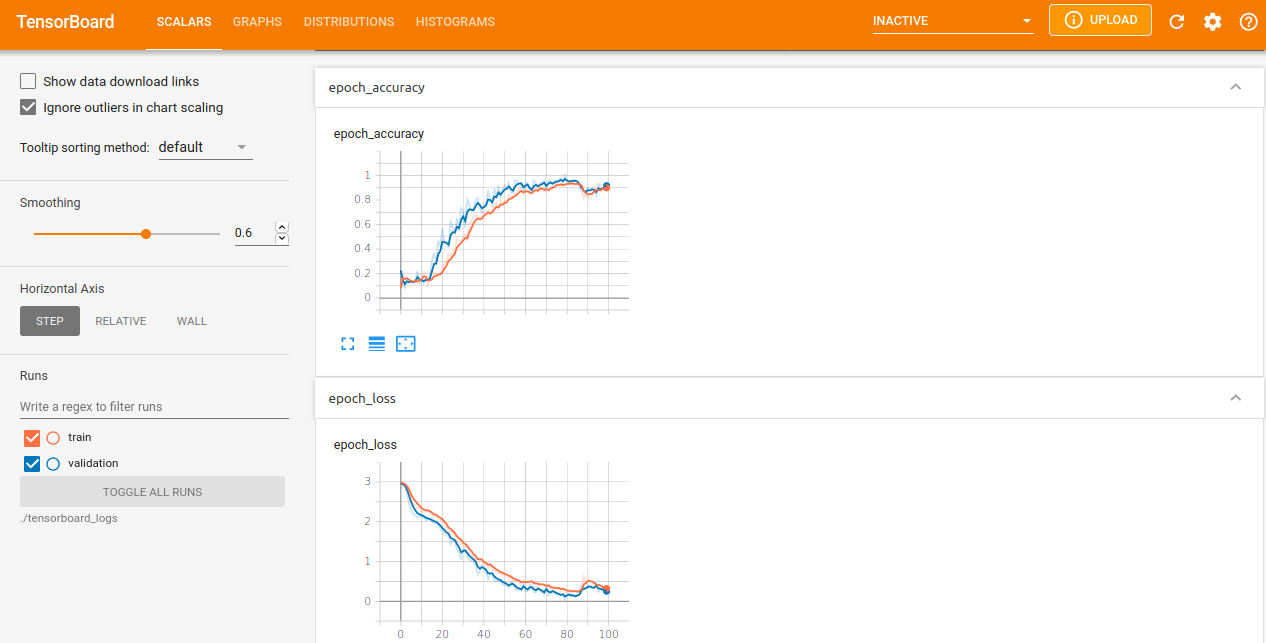 TensorBoard SCALARS GRAPHS DISTRIBUTIONS HISTOGRAMS INACTIVE UPLOAD
Show data download links
Ignore outliers in chart scaling
Tooltip sorting method: default
Smoothing
0.6
Horizontal Axis
STEP RELATIVE WALL
Runs
Write a regex to filter runs
train
validation
TOGGLE ALL RUNS
./tensorboard_logs
epoch_accuracy
epoch_accuracy
1
0.8
0.6
0.4
0.2
0
epoch_loss
epoch_loss
3
2
1
0
0 20 40 60 80 100